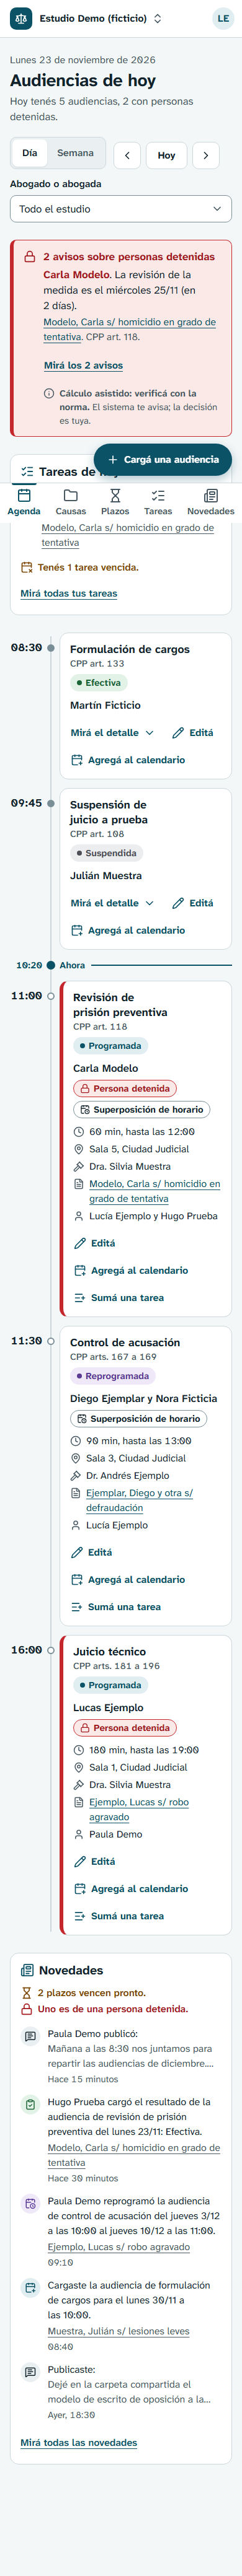 Estudio Demo (ficticio)
LE
Lunes 23 de noviembre de 2026
Audiencias de hoy
Hoy tenés 5 audiencias, 2 con personas
detenidas.
Día
Semana
Hoy
Abogado o abogada
Todo el estudio
2 avisos sobre personas detenidas
Carla Modelo. La revisión de la
medida es el miércoles 25/11 (en
2 días).
Modelo, Carla s/ homicidio en grado de
tentativa. CPP art. 118.
Mirá los 2 avisos
Cálculo asistido: verificá con la
norma. El sistema te avisa; la decisión
es tuya.
Tareas de
Cargá una audiencia
Agenda
Causas
Plazos
Tareas
Novedades
Modelo, Carla s/ homicidio en grado de
tentativa
Tenés 1 tarea vencida.
Mirá todas tus tareas
08:30
Formulación de cargos
CPP art. 133
Efectiva
Martín Ficticio
Mirá el detalle
Editá
Agregá al calendario
09:45
Suspensión de
juicio a prueba
CPP art. 108
Suspendida
Julián Muestra
Mirá el detalle
Editá
Agregá al calendario
10:20
Ahora
11:00
Revisión de
prisión preventiva
CPP art. 118
Programada
Carla Modelo
Persona detenida
Superposición de horario
60 min, hasta las 12:00
Sala 5, Ciudad Judicial
Dra. Silvia Muestra
Modelo, Carla s/ homicidio en
grado de tentativa
Lucía Ejemplo y Hugo Prueba
Editá
Agregá al calendario
Sumá una tarea
11:30
Control de acusación
CPP arts. 167 a 169
Reprogramada
Diego Ejemplar y Nora Ficticia
Superposición de horario
90 min, hasta las 13:00
Sala 3, Ciudad Judicial
Dr. Andrés Ejemplo
Ejemplar, Diego y otra s/
defraudación
Lucía Ejemplo
Editá
Agregá al calendario
Sumá una tarea
16:00
Juicio técnico
CPP arts. 181 a 196
Programada
Lucas Ejemplo
Persona detenida
180 min, hasta las 19:00
Sala 1, Ciudad Judicial
Dra. Silvia Muestra
Ejemplo, Lucas s/ robo
agravado
Paula Demo
Editá
Agregá al calendario
Sumá una tarea
Novedades
2 plazos vencen pronto.
Uno es de una persona detenida.
Paula Demo publicó:
Mañana a las 8:30 nos juntamos para
repartir las audiencias de diciembre....
Hace 15 minutos
Hugo Prueba cargó el resultado de la
audiencia de revisión de prisión
preventiva del lunes 23/11: Efectiva.
Modelo, Carla s/ homicidio en grado de
tentativa
Hace 30 minutos
Paula Demo reprogramó la audiencia
de control de acusación del jueves 3/12
a las 10:00 al jueves 10/12 a las 11:00.
Ejemplo, Lucas s/ robo agravado
09:10
Cargaste la audiencia de formulación
de cargos para el lunes 30/11 a
las 10:00.
Muestra, Julián s/ lesiones leves
08:40
Publicaste:
Dejé en la carpeta compartida el
modelo de escrito de oposición a la...
Ayer, 18:30
Mirá todas las novedades